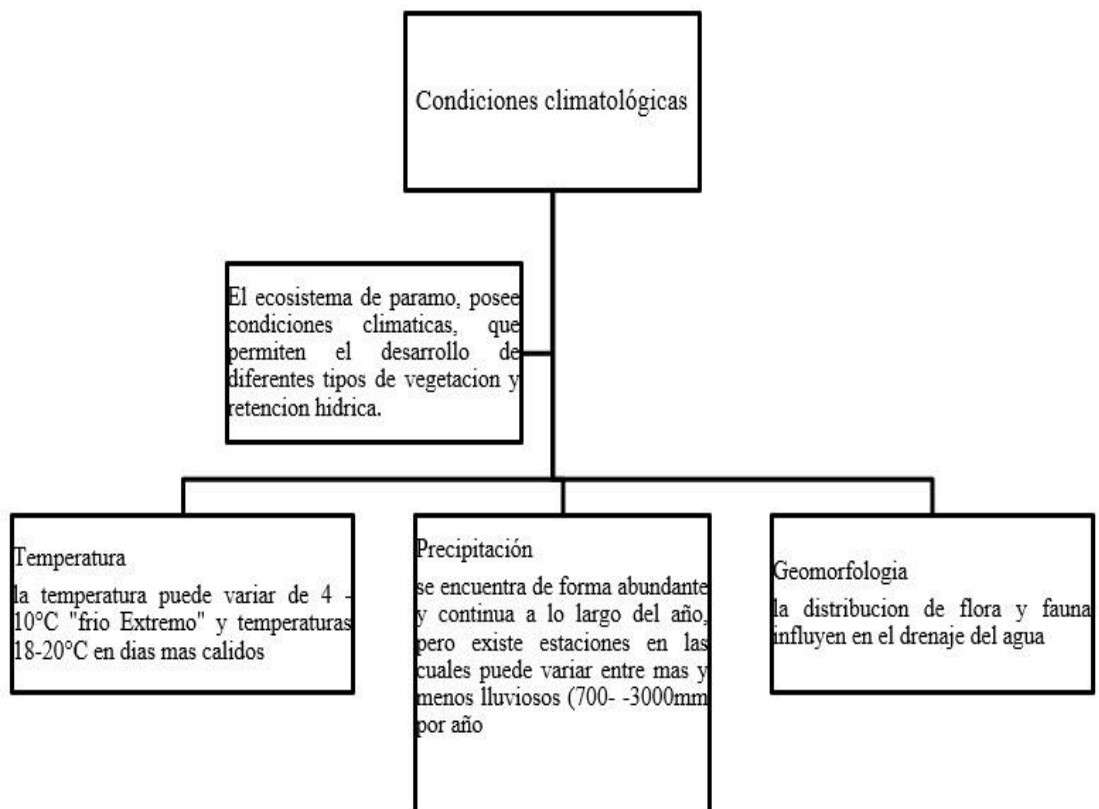 Condiciones climatológicas
El ecosistema de paramo, posee
condiciones climaticas, que
permiten el desarrollo de
diferentes tipos de vegetacion y
retencion hidrica.
Temperatura
la temperatura puede variar de 4 -
10°C "frio Extremo" y temperaturas
18-20°C en dias mas calidos
Precipitación
se encuentra de forma abundante
y continua a lo largo del año,
pero existe estaciones en las
cuales puede variar entre mas y
menos lluviosos (700- -3000mm
por año
Geomorfologia
la distribucion de flora y fauna
influyen en el drenaje del agua